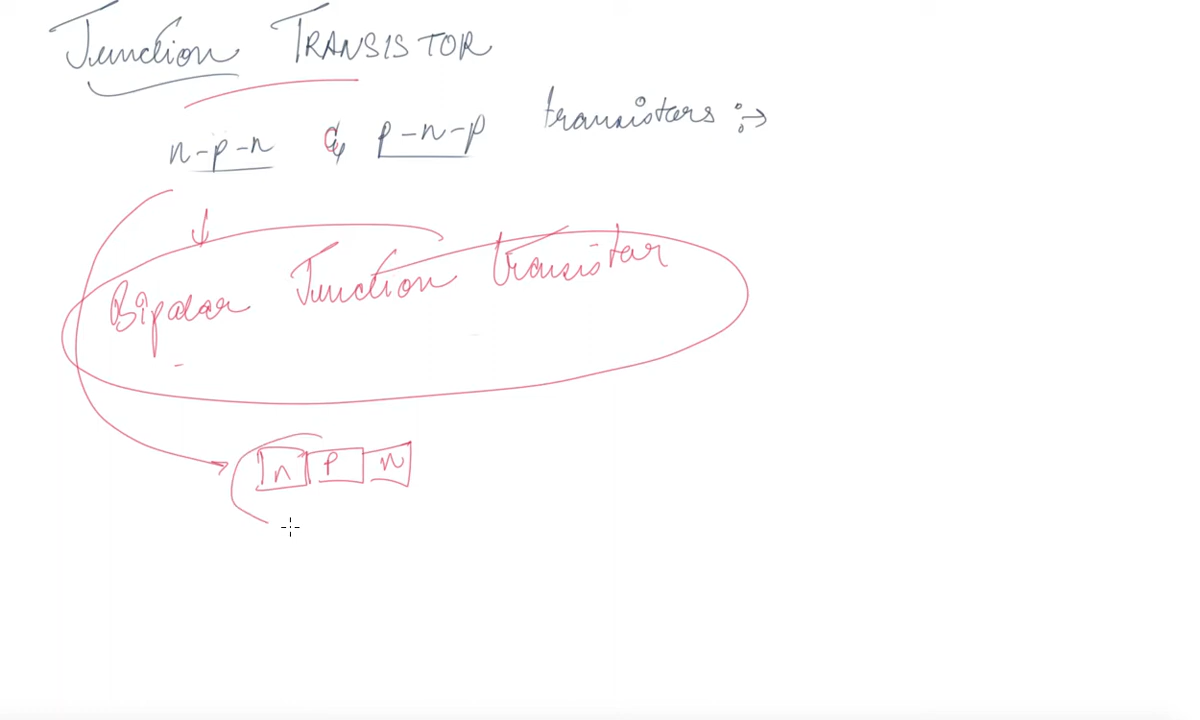 Junction TRANSISTOR
n-p-n & p-n-p transistors :→
Bipolar Junction transistor
n p n